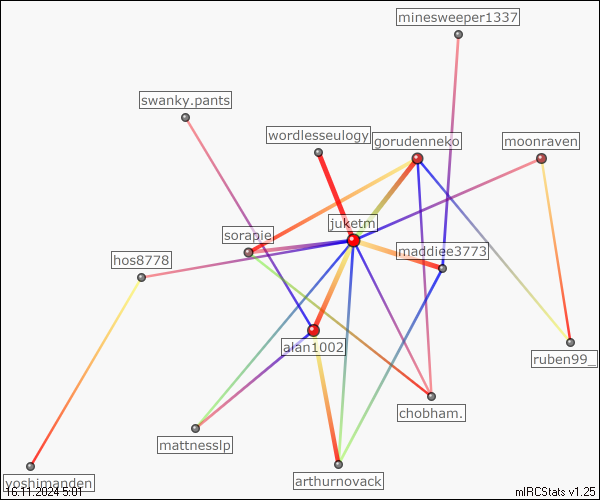 minesweeper1337
swanky.pants
wordlesseulogy
gorudenneko
moonraven
juketm
sorapie
maddiee3773
hos8778
alan1002
ruben99_
chobham.
mattnesslp
arthurnovack
yoshimanden
16.11.2024 5:01
mIRCStats v1.25